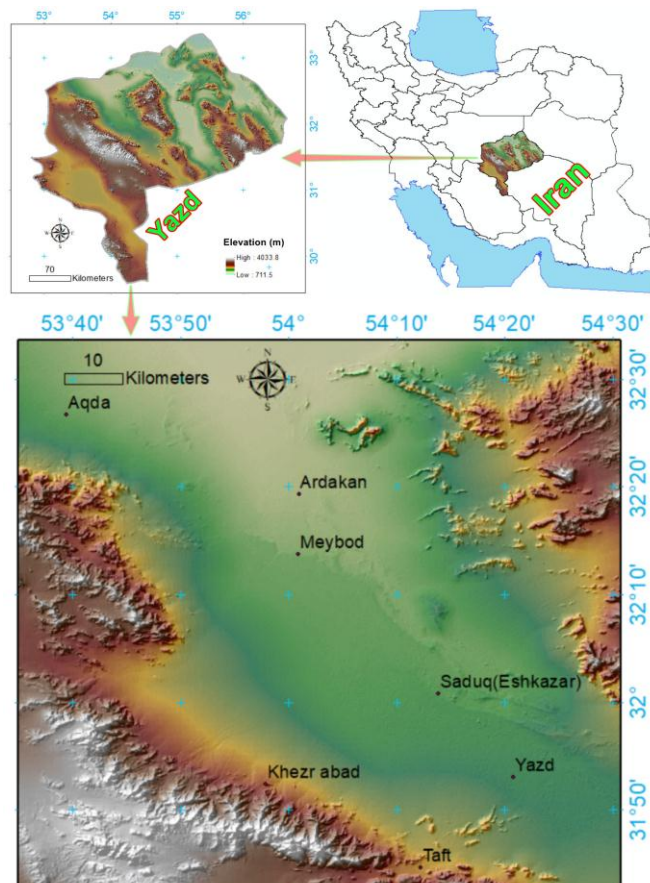 53° 54° 55° 56°
33°
32°
31°
30°
Yazd
N
W E
S
Elevation (m)
High : 4033.8
Low : 711.5
70
Kilometers
Iran
53°40' 53°50' 54° 54°10' 54°20' 54°30'
10
Kilometers
N
W E
S
Aqda
Ardakan
Meybod
Saduq(Eshkazar)
Yazd
Khezr abad
Taft
32°30'
32°20'
32°10'
32°
31°50'